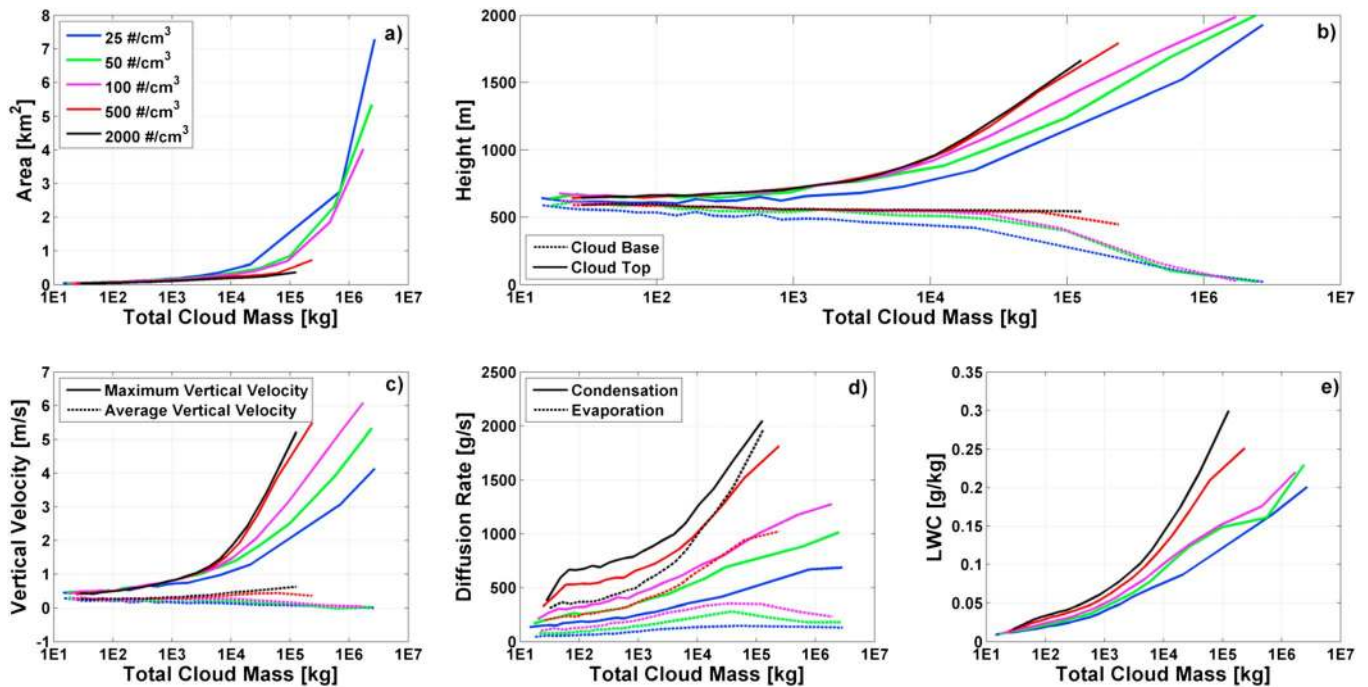 a)
25 #/cm³
50 #/cm³
100 #/cm³
500 #/cm³
2000 #/cm³
8
7
6
5
4
3
2
1
0
Area [km²]
1E1 1E2 1E3 1E4 1E5 1E6 1E7
Total Cloud Mass [kg]
b)
2000
1500
1000
500
0
Height [m]
Cloud Base
Cloud Top
1E2 1E3 1E4 1E5 1E6 1E7
Total Cloud Mass [kg]
c)
Maximum Vertical Velocity
Average Vertical Velocity
7
6
5
4
3
2
1
0
-1
Vertical Velocity [m/s]
1E1 1E2 1E3 1E4 1E5 1E6 1E7
Total Cloud Mass [kg]
d)
Condensation
Evaporation
2500
2000
1500
1000
500
0
Diffusion Rate [g/s]
1E1 1E2 1E3 1E4 1E5 1E6 1E7
Total Cloud Mass [kg]
e)
0.35
0.3
0.25
0.2
0.15
0.1
0.05
0
LWC [g/kg]
1E1 1E2 1E3 1E4 1E5 1E6 1E7
Total Cloud Mass [kg]